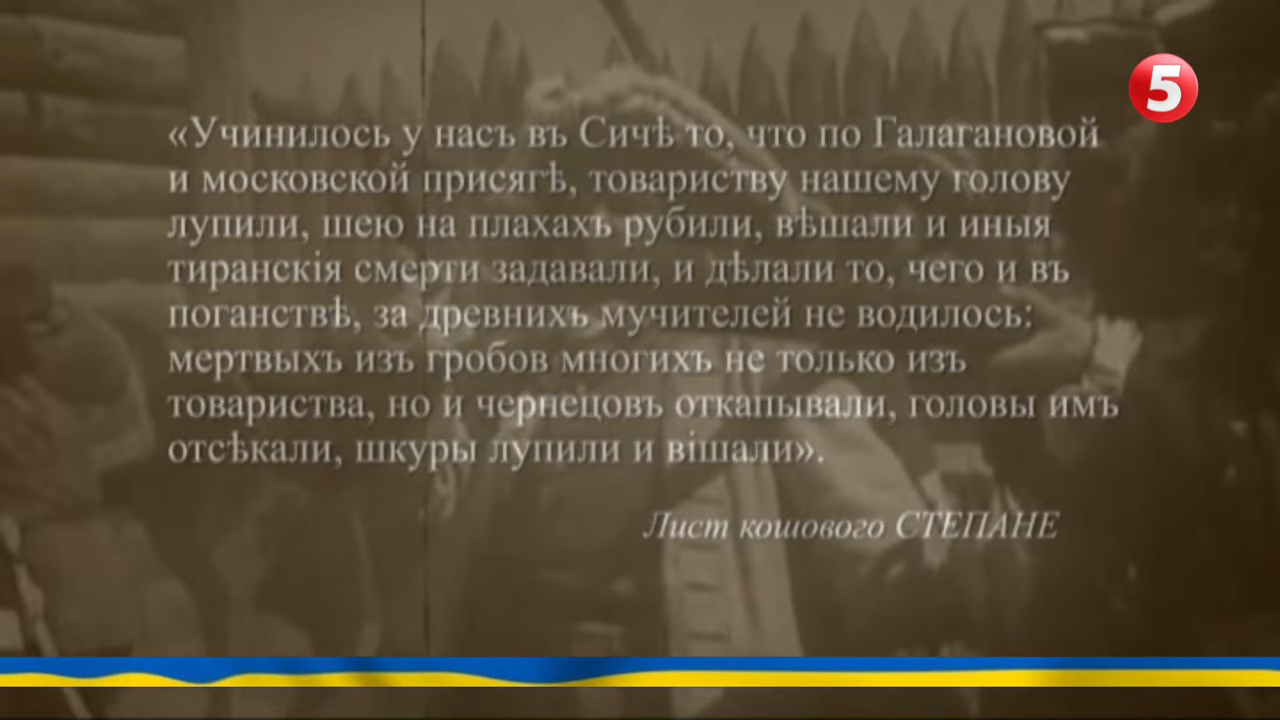 5
«Учинилось у насъ въ Сичѣ то, что по Галагановой
и московской присягѣ, товариству нашему голову
лупили, шею на плахахъ рубили, вѣшали и иныя
тиранскія смерти задавали, и дѣлали то, чего и въ
поганствѣ, за древнихъ мучителей не водилось:
мертвыхъ изъ гробов многихъ не только изъ
товариства, но и чернецовъ откапывали, головы имъ
отсѣкали, шкуры лупили и вішали».
Лист кошового СТЕПАНЕ